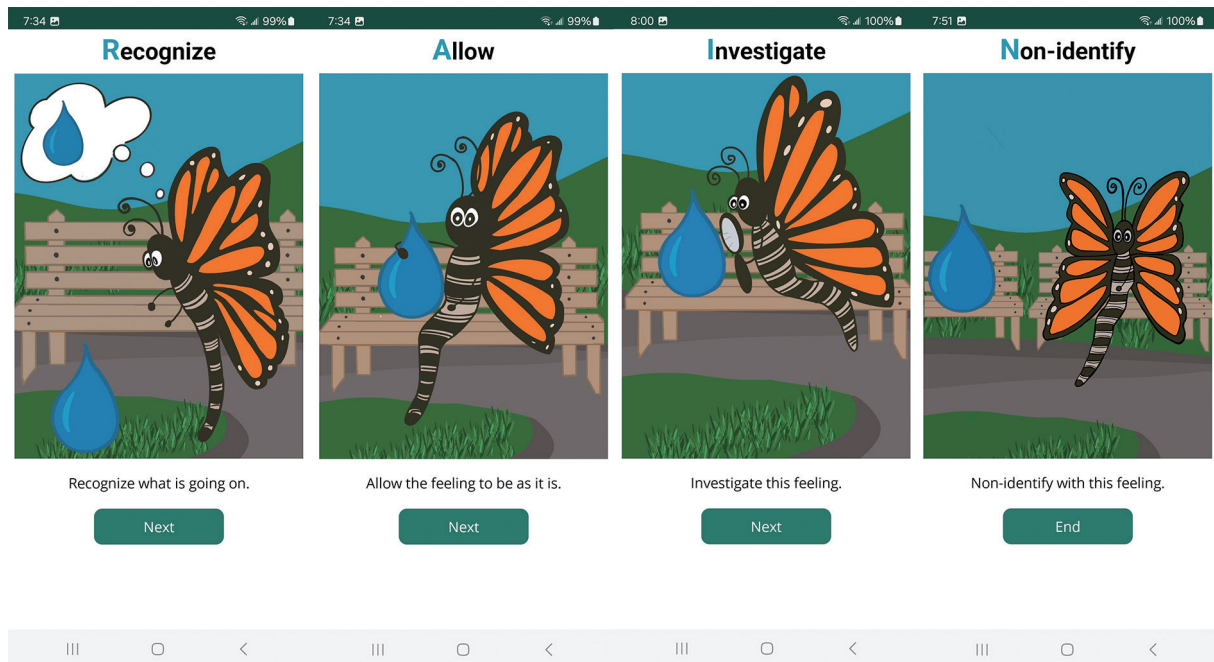 7:34 99%
Recognize
Recognize what is going on.
Next
7:34 99%
Allow
Allow the feeling to be as it is.
Next
8:00 100%
Investigate
Investigate this feeling.
Next
7:51 100%
Non-identify
Non-identify with this feeling.
End